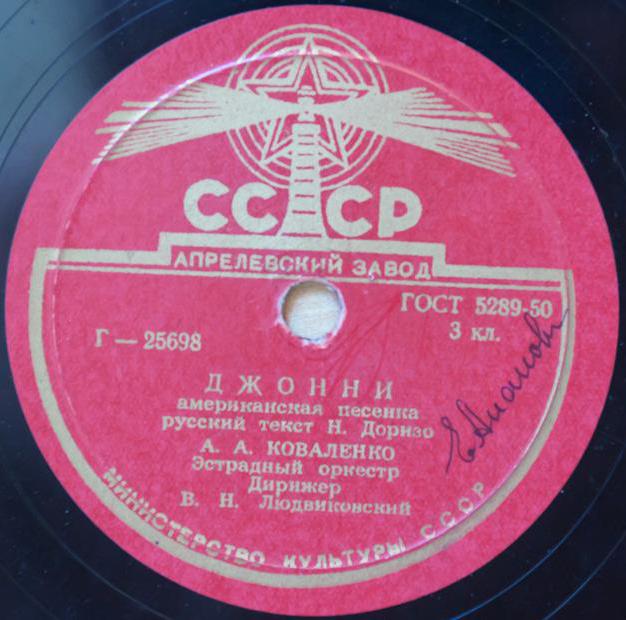 СССР
АПРЕЛЕВСКИЙ ЗАВОД
ГОСТ 5289-50
3 кл.
Г — 25698
ДЖОННИ
американская песенка
русский текст Н. Доризо
А. А. КОВАЛЕНКО
Эстрадный оркестр
Дирижер
В. Н. Людвиковский
МИНИСТЕРСТВО КУЛЬТУРЫ СССР